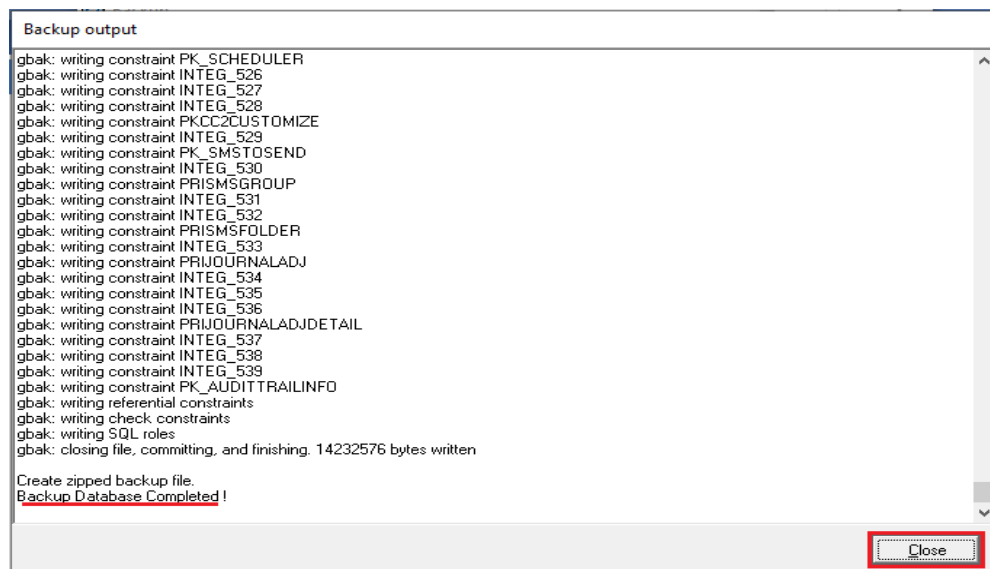 Backup output
gbak: writing constraint PK_SCHEDULER
gbak: writing constraint INTEG_526
gbak: writing constraint INTEG_527
gbak: writing constraint INTEG_528
gbak: writing constraint PKCC2CUSTOMIZE
gbak: writing constraint INTEG_529
gbak: writing constraint PK_SMSTOSEND
gbak: writing constraint INTEG_530
gbak: writing constraint PRISMSGROUP
gbak: writing constraint INTEG_531
gbak: writing constraint INTEG_532
gbak: writing constraint PRISMSFOLDER
gbak: writing constraint INTEG_533
gbak: writing constraint PRIJOURNALADJ
gbak: writing constraint INTEG_534
gbak: writing constraint INTEG_535
gbak: writing constraint INTEG_536
gbak: writing constraint PRIJOURNALADJDETAIL
gbak: writing constraint INTEG_537
gbak: writing constraint INTEG_538
gbak: writing constraint INTEG_539
gbak: writing constraint PK_AUDITTRAILINFO
gbak: writing referential constraints
gbak: writing check constraints
gbak: writing SQL roles
gbak: closing file, committing, and finishing. 14232576 bytes written
Create zipped backup file.
Backup Database Completed !
Close